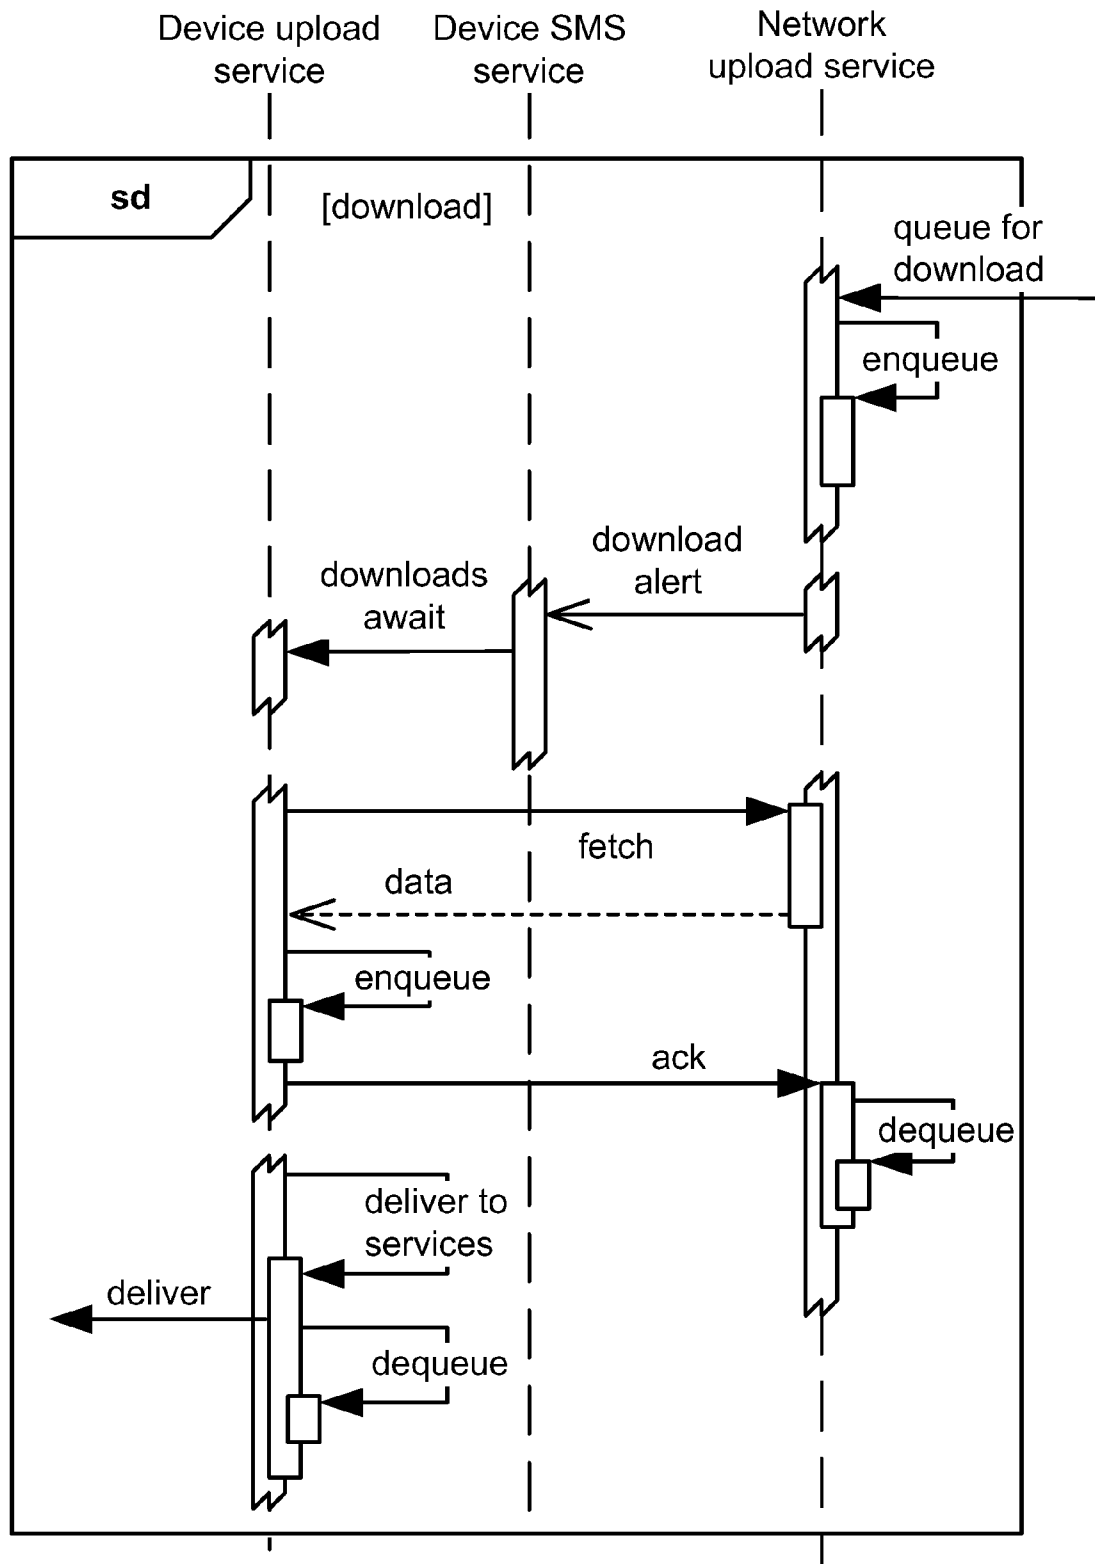 Device upload
service
Device SMS
service
Network
upload service
sd
[download]
queue for
download
enqueue
download
alert
downloads
await
fetch
data
enqueue
ack
dequeue
deliver to
services
deliver
dequeue